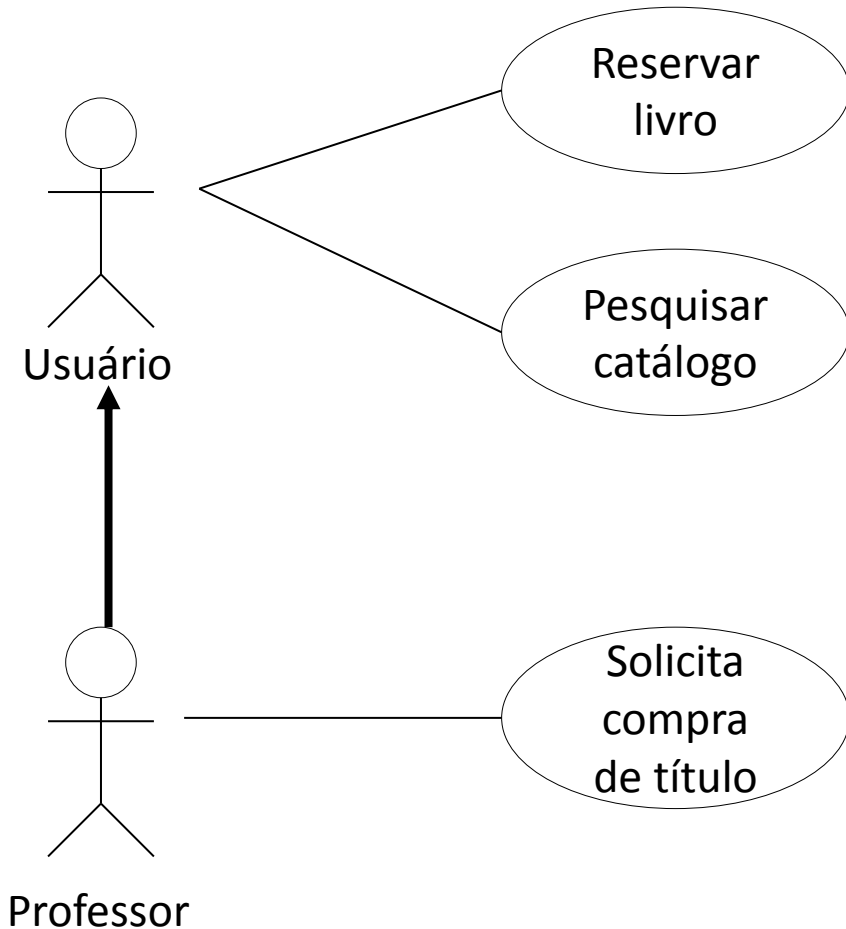 Reservar
livro
Pesquisar
catálogo
Usuário
Solicita
compra
de título
Professor